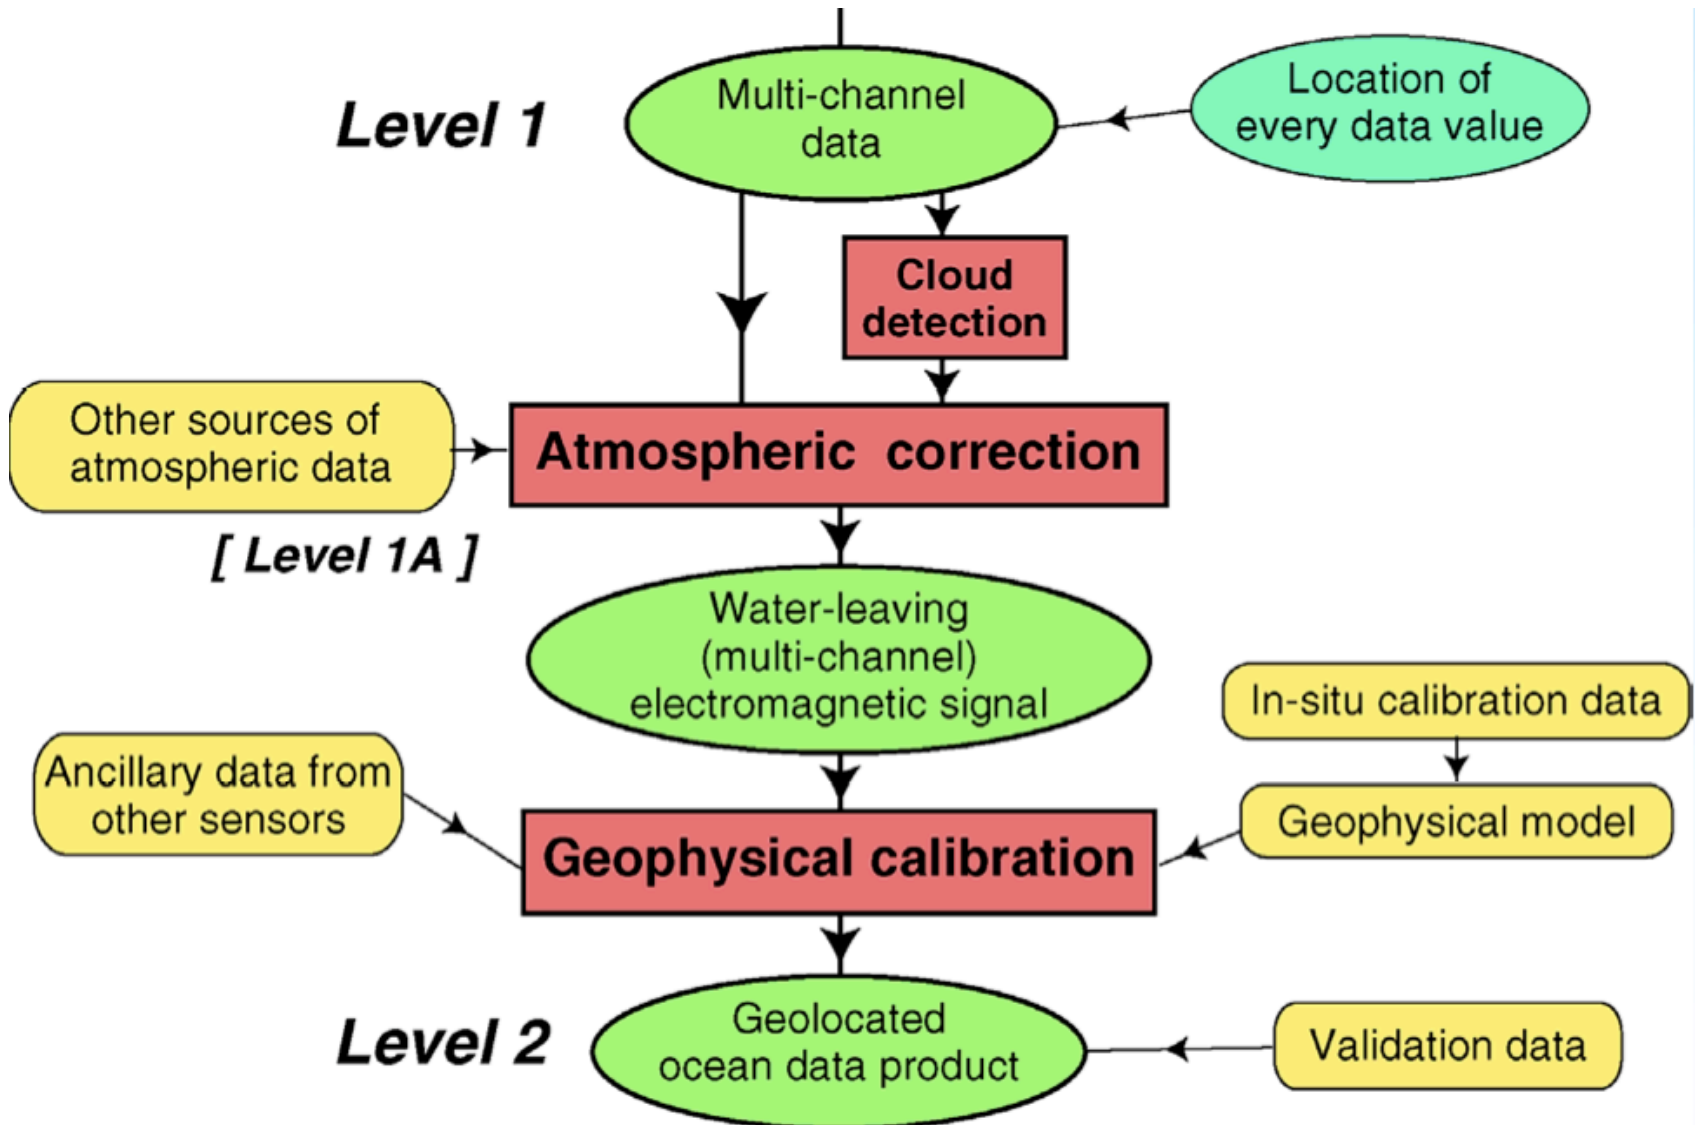 Level 1
Multi-channel
data
Location of
every data value
Cloud
detection
Other sources of
atmospheric data
Atmospheric correction
[ Level 1A ]
Water-leaving
(multi-channel)
electromagnetic signal
In-situ calibration data
Ancillary data from
other sensors
Geophysical model
Geophysical calibration
Level 2
Geolocated
ocean data product
Validation data